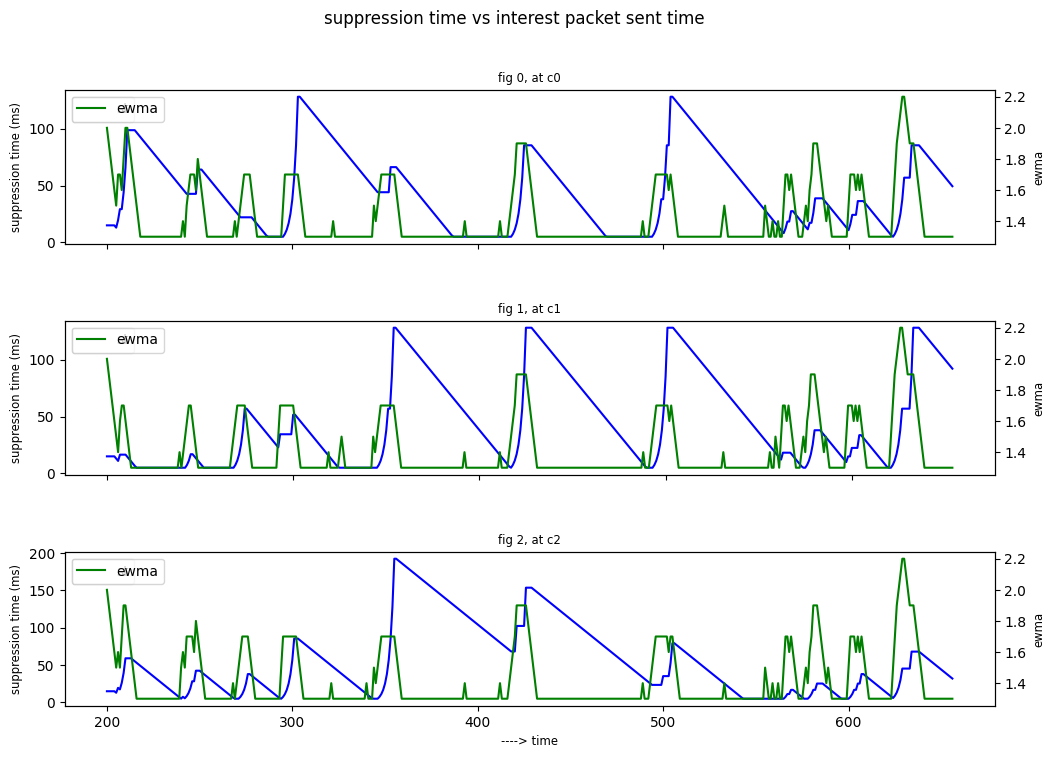 suppression time vs interest packet sent time
fig 0, at c0
suppression time (ms)
100
50
0
ewma
2.2
2.0
1.8
1.6
1.4
ewma
fig 1, at c1
suppression time (ms)
100
50
0
ewma
2.2
2.0
1.8
1.6
1.4
ewma
fig 2, at c2
suppression time (ms)
200
150
100
50
0
ewma
2.2
2.0
1.8
1.6
1.4
ewma
200 300 400 500 600
----> time